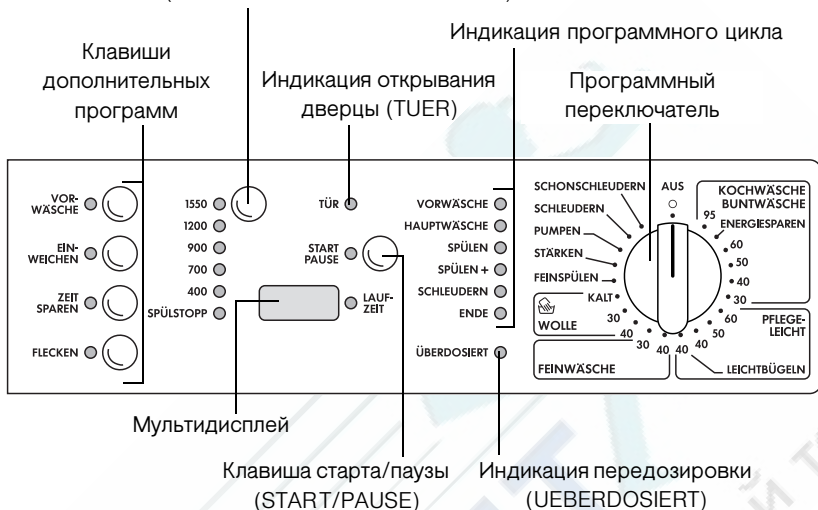 Индикация программного цикла
Клавиши
дополнительных
программ
Индикация открывания
дверцы (TUER)
Программный
переключатель
VOR-
WÄSCHE
EIN-
WEICHEN
ZEIT
SPAREN
FLECKEN
1550
1200
900
700
400
SPÜLSTOPP
TÜR
START
PAUSE
LAUF-
ZEIT
VORWÄSCHE
HAUPTWÄSCHE
SPÜLEN
SPÜLEN +
SCHLEUDERN
ENDE
ÜBERDOSIERT
SCHONSCHLEUDERN
SCHLEUDERN
PUMPEN
STÄRKEN
FEINSPÜLEN
KALT
30
40
WOLLE
30
40
FEINWÄSCHE
AUS
KOCHWÄSCHE
BUNTWÄSCHE
95
ENERGIESPAREN
60
50
40
30
60
50
40
40
PFLEGE-
LEICHT
LEICHTBÜGELN
Мультидисплей
Клавиша старта/паузы
(START/PAUSE)
Индикация передозировки
(UEBERDOSIERT)